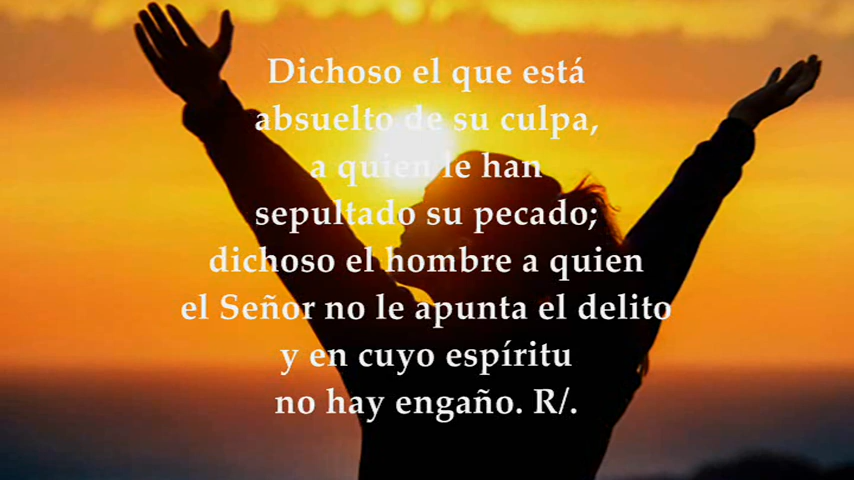 Dichoso el que está
absuelto de su culpa,
a quien le han
sepultado su pecado;
dichoso el hombre a quien
el Señor no le apunta el delito
y en cuyo espíritu
no hay engaño. R/.